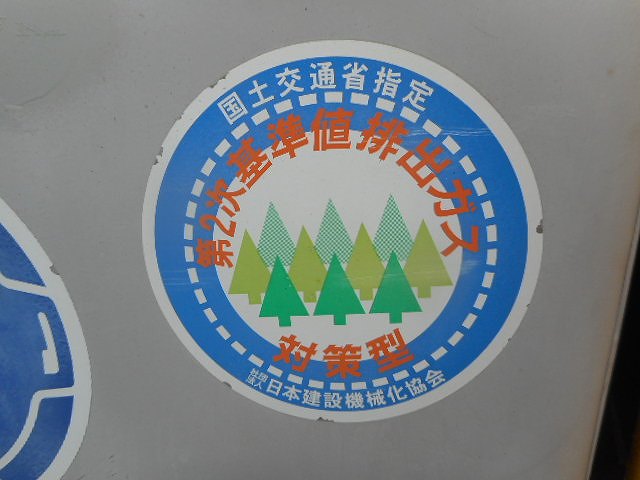 国土交通省指定
第2次基準値排出ガス
対策型
社団法人日本建設機械化協会